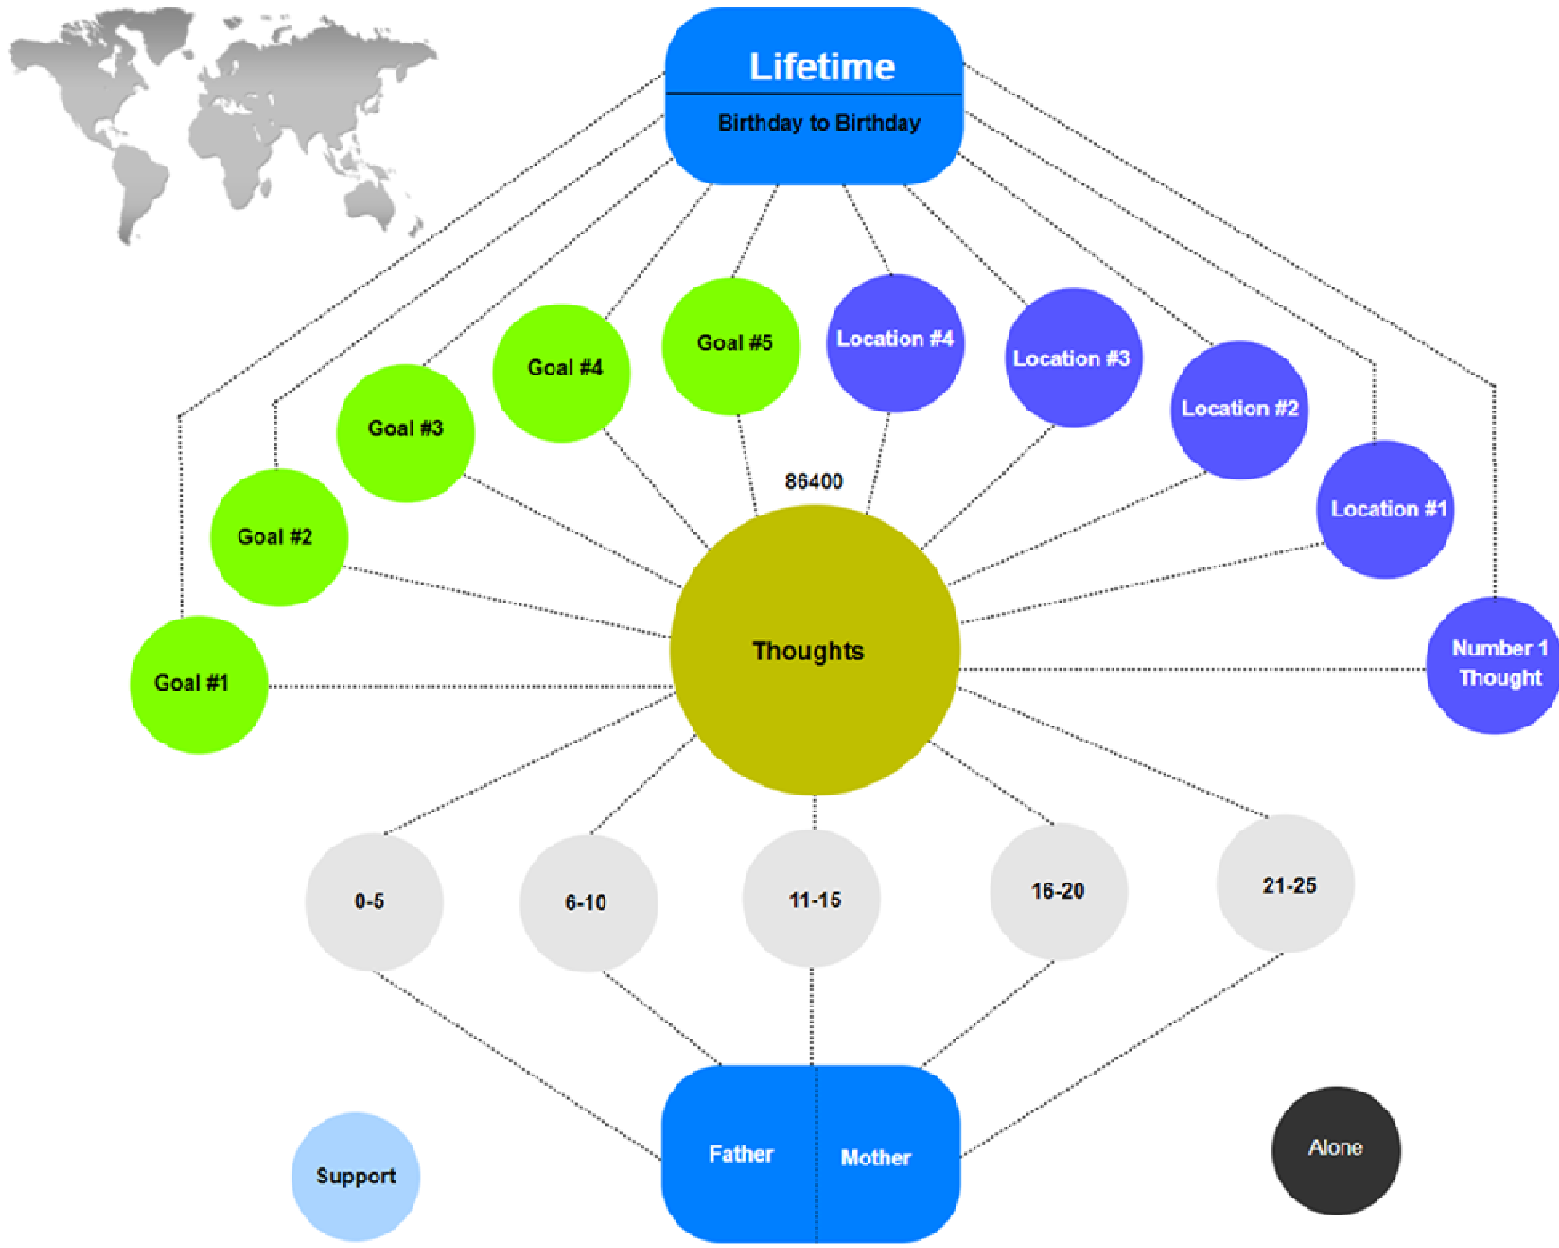 Lifetime
Birthday to Birthday
Goal #5
Location #4
Goal #4
Location #3
Goal #3
Location #2
86400
Goal #2
Location #1
Thoughts
Goal #1
Number 1
Thought
0-5
6-10
11-15
16-20
21-25
Father
Mother
Support
Alone